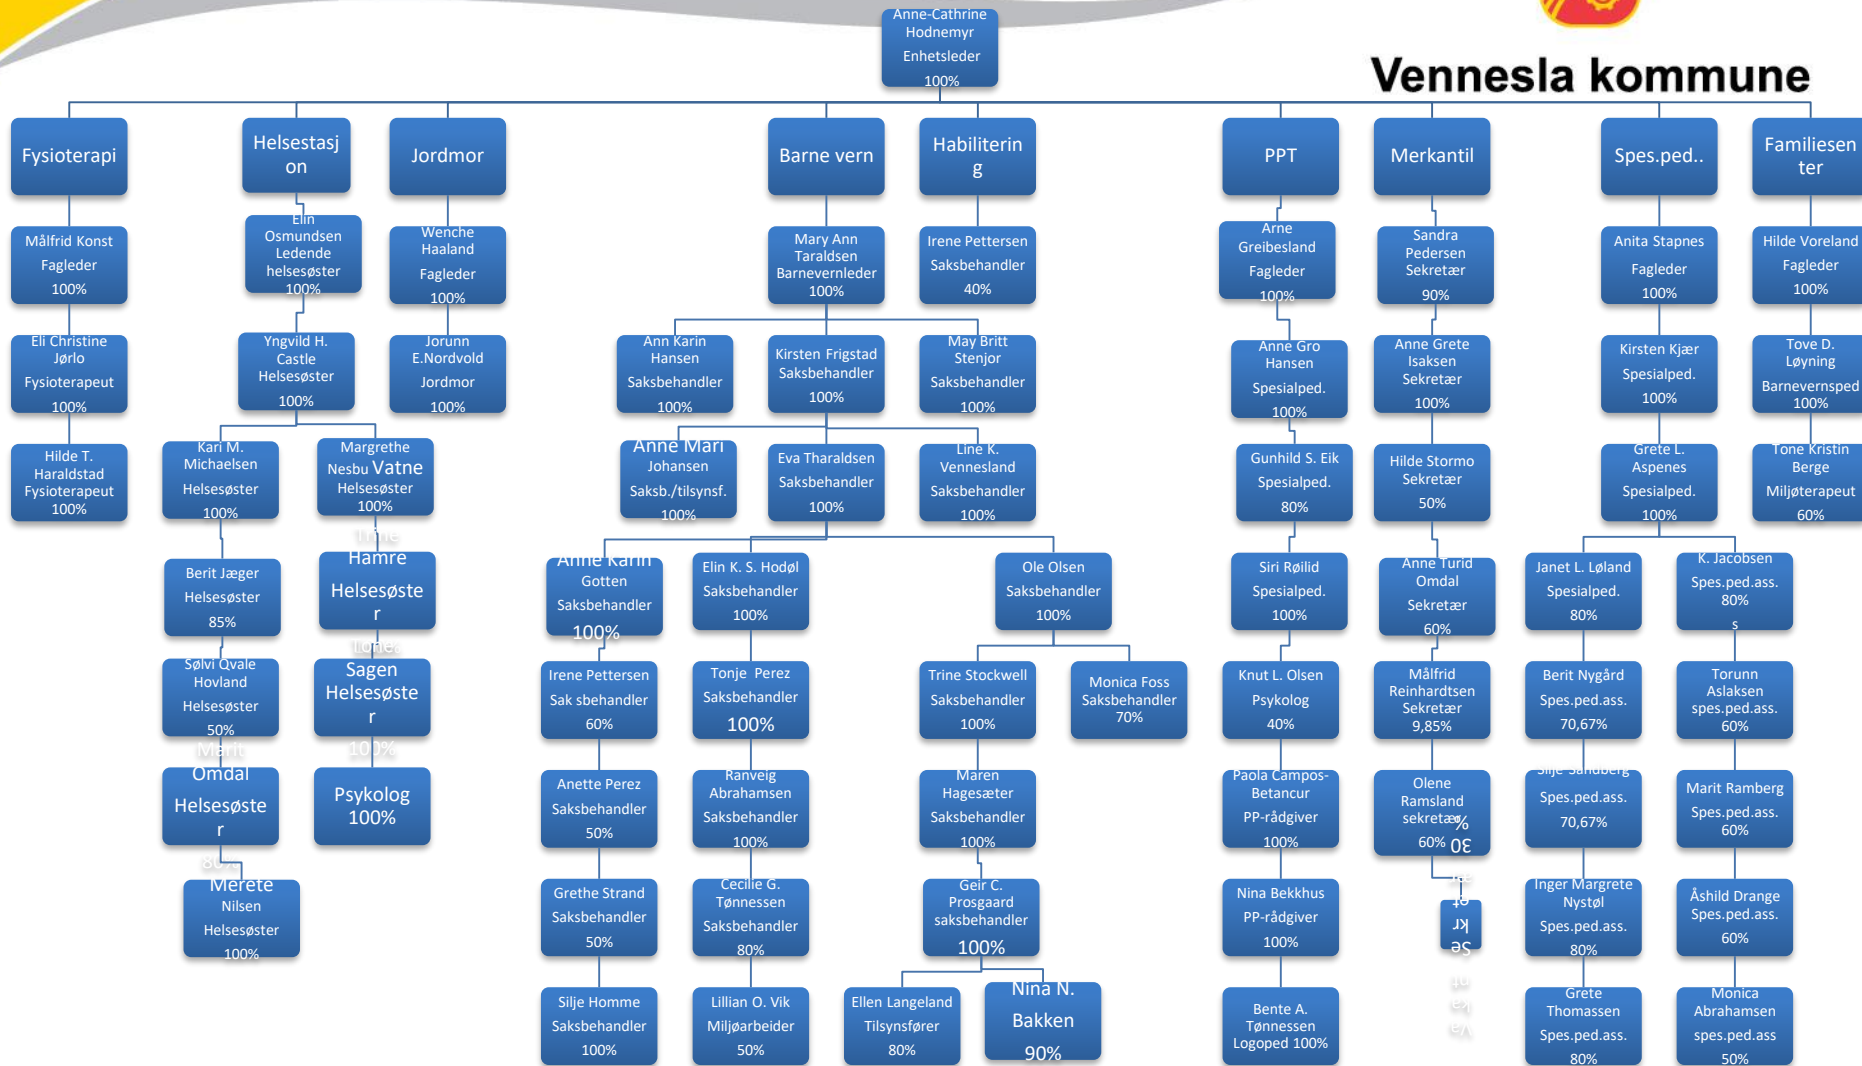 Anne-Cathrine
Hodnemyr
Enhetsleder
100%
Vennesla kommune
Fysioterapi
Helsestasj
on
Jordmor
Barne vern
Habiliterin
g
PPT
Merkantil
Spes.ped..
Familiesen
ter
Målfrid Konst
Fagleder
100%
Elin
Osmundsen
Ledende
helsesøster
100%
Wenche
Haaland
Fagleder
100%
Mary Ann
Taraldsen
Barnevernleder
100%
Irene Pettersen
Saksbehandler
40%
Arne
Greibesland
Fagleder
100%
Sandra
Pedersen
Sekretær
90%
Anita Stapnes
Fagleder
100%
Hilde Voreland
Fagleder
100%
Eli Christine
Jørlo
Fysioterapeut
100%
Yngvild H.
Castle
Helsesøster
100%
Jorunn
E.Nordvold
Jordmor
100%
Ann Karin
Hansen
Saksbehandler
100%
Kirsten Frigstad
Saksbehandler
100%
May Britt
Stenjor
Saksbehandler
100%
Anne Gro
Hansen
Spesialped.
100%
Anne Grete
Isaksen
Sekretær
100%
Kirsten Kjær
Spesialped.
100%
Tove D.
Løyning
Barnevernsped
100%
Hilde T.
Haraldstad
Fysioterapeut
100%
Kari M.
Michaelsen
Helsesøster
100%
Margrethe
Nesbu Vatne
Helsesøster
100%
Anne Mari
Johansen
Saksb./tilsynsf.
100%
Eva Tharaldsen
Saksbehandler
100%
Line K.
Vennesland
Saksbehandler
100%
Gunhild S. Eik
Spesialped.
80%
Hilde Stormo
Sekretær
50%
Grete L.
Aspenes
Spesialped.
100%
Tone Kristin
Berge
Miljøterapeut
60%
Berit Jæger
Helsesøster
85%
Trine
Hamre
Helsesøste
r
Anne Karin
Gotten
Saksbehandler
100%
Elin K. S. Hodøl
Saksbehandler
100%
Ole Olsen
Saksbehandler
100%
Siri Røilid
Spesialped.
100%
Anne Turid
Omdal
Sekretær
60%
Janet L. Løland
Spesialped.
80%
K. Jacobsen
Spes.ped.ass.
80%
s
Sølvi Qvale
Hovland
Helsesøster
50%
Tone
Sagen
Helsesøste
r
100%
Irene Pettersen
Sak sbehandler
60%
Tonje Perez
Saksbehandler
100%
Trine Stockwell
Saksbehandler
100%
Monica Foss
Saksbehandler
70%
Knut L. Olsen
Psykolog
40%
Målfrid
Reinhardtsen
Sekretær
9,85%
Berit Nygård
Spes.ped.ass.
70,67%
Torunn
Aslaksen
spes.ped.ass.
60%
Marit
Omdal
Helsesøste
r
80%
Psykolog
100%
Anette Perez
Saksbehandler
50%
Ranveig
Abrahamsen
Saksbehandler
100%
Maren
Hagesæter
Saksbehandler
100%
Paola Campos-
Betancur
PP-rådgiver
100%
Olene
Ramsland
sekretær
60%
Silje Sandberg
Spes.ped.ass.
70,67%
Marit Ramberg
Spes.ped.ass.
60%
Merete
Nilsen
Helsesøster
100%
Grethe Strand
Saksbehandler
50%
Cecilie G.
Tønnessen
Saksbehandler
80%
Geir C.
Prosgaard
saksbehandler
100%
Nina Bekkhus
PP-rådgiver
100%
Va
ka
nt
Se
kr
et
ær
30
%
Inger Margrete
Nystøl
Spes.ped.ass.
80%
Åshild Drange
Spes.ped.ass.
60%
Silje Homme
Saksbehandler
100%
Lillian O. Vik
Miljøarbeider
50%
Ellen Langeland
Tilsynsfører
80%
Nina N.
Bakken
90%
Bente A.
Tønnessen
Logoped 100%
Grete
Thomassen
Spes.ped.ass.
80%
Monica
Abrahamsen
spes.ped.ass
50%